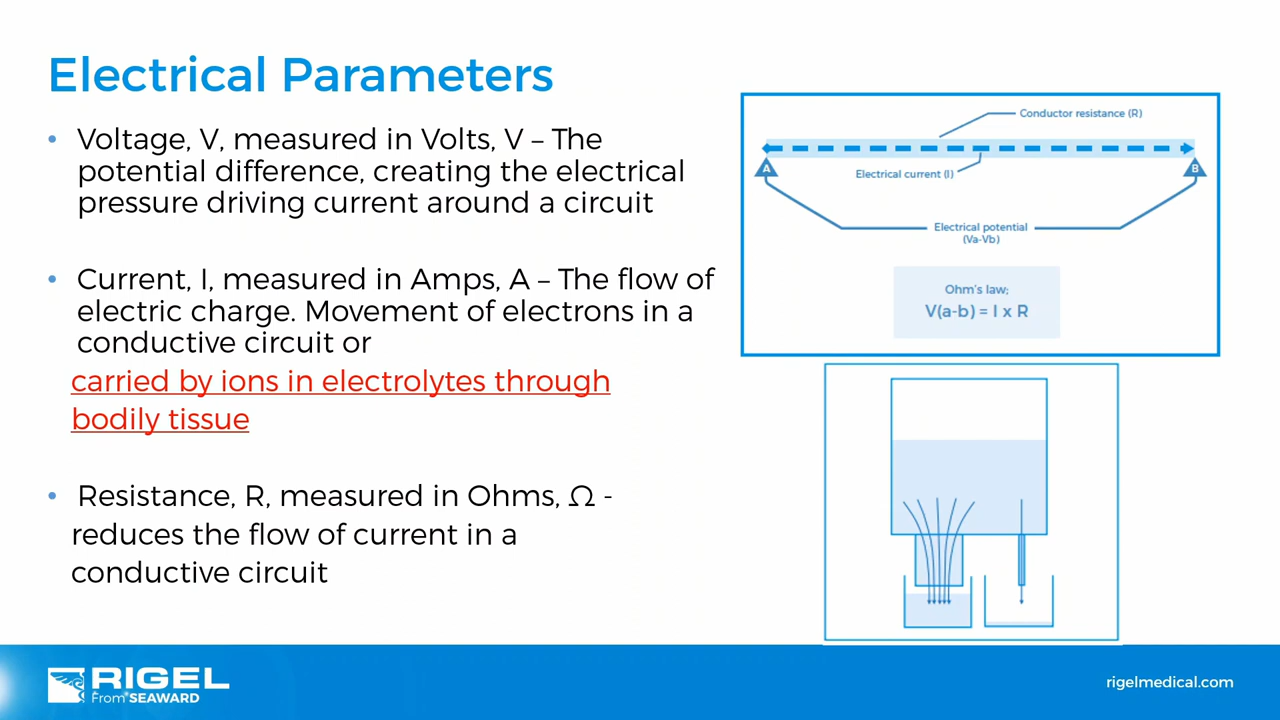 Electrical Parameters
• Voltage, V, measured in Volts, V – The
potential difference, creating the electrical
pressure driving current around a circuit
• Current, I, measured in Amps, A – The flow of
electric charge. Movement of electrons in a
conductive circuit or
carried by ions in electrolytes through
bodily tissue
• Resistance, R, measured in Ohms, Ω -
reduces the flow of current in a
conductive circuit
Conductor resistance (R)
A
B
Electrical current (I)
Electrical potential
(Va-Vb)
Ohm's law;
V(a-b) = I x R
RIGEL
From SEAWARD
rigelmedical.com